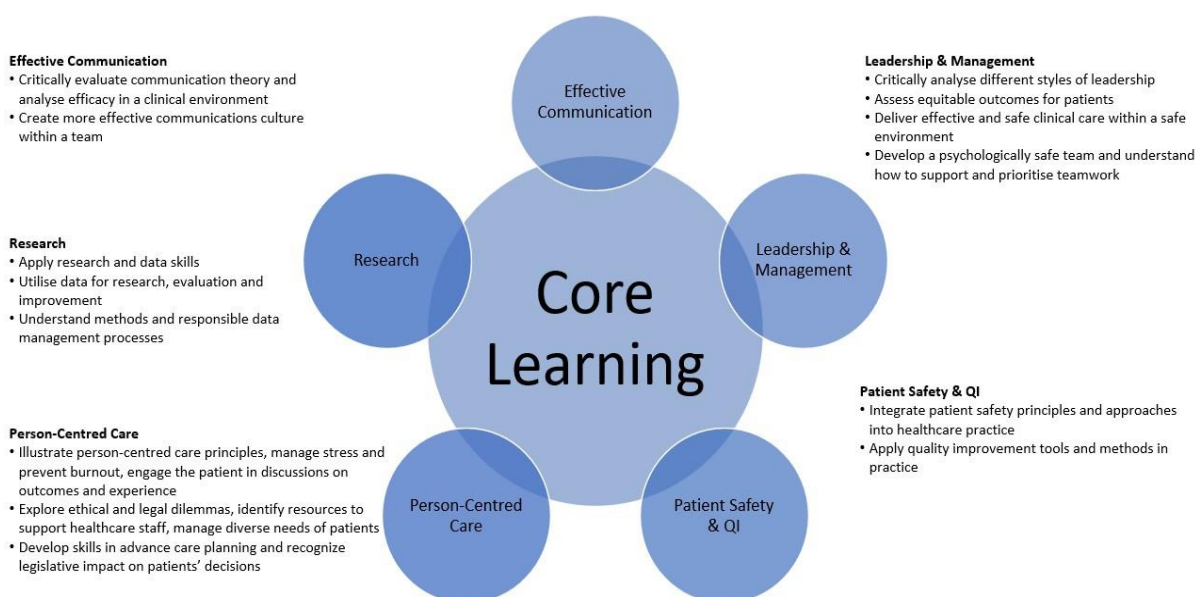 Effective Communication
• Critically evaluate communication theory and
analyse efficacy in a clinical environment
• Create more effective communications culture
within a team
Research
• Apply research and data skills
• Utilise data for research, evaluation and
improvement
• Understand methods and responsible data
management processes
Person-Centred Care
• Illustrate person-centred care principles, manage stress and
prevent burnout, engage the patient in discussions on
outcomes and experience
• Explore ethical and legal dilemmas, identify resources to
support healthcare staff, manage diverse needs of patients
• Develop skills in advance care planning and recognize
legislative impact on patients’ decisions
Effective
Communication
Research
Leadership &
Management
Core
Learning
Person-Centred
Care
Patient Safety
& QI
Leadership & Management
• Critically analyse different styles of leadership
• Assess equitable outcomes for patients
• Deliver effective and safe clinical care within a safe
environment
• Develop a psychologically safe team and understand
how to support and prioritise teamwork
Patient Safety & QI
• Integrate patient safety principles and approaches
into healthcare practice
• Apply quality improvement tools and methods in
practice